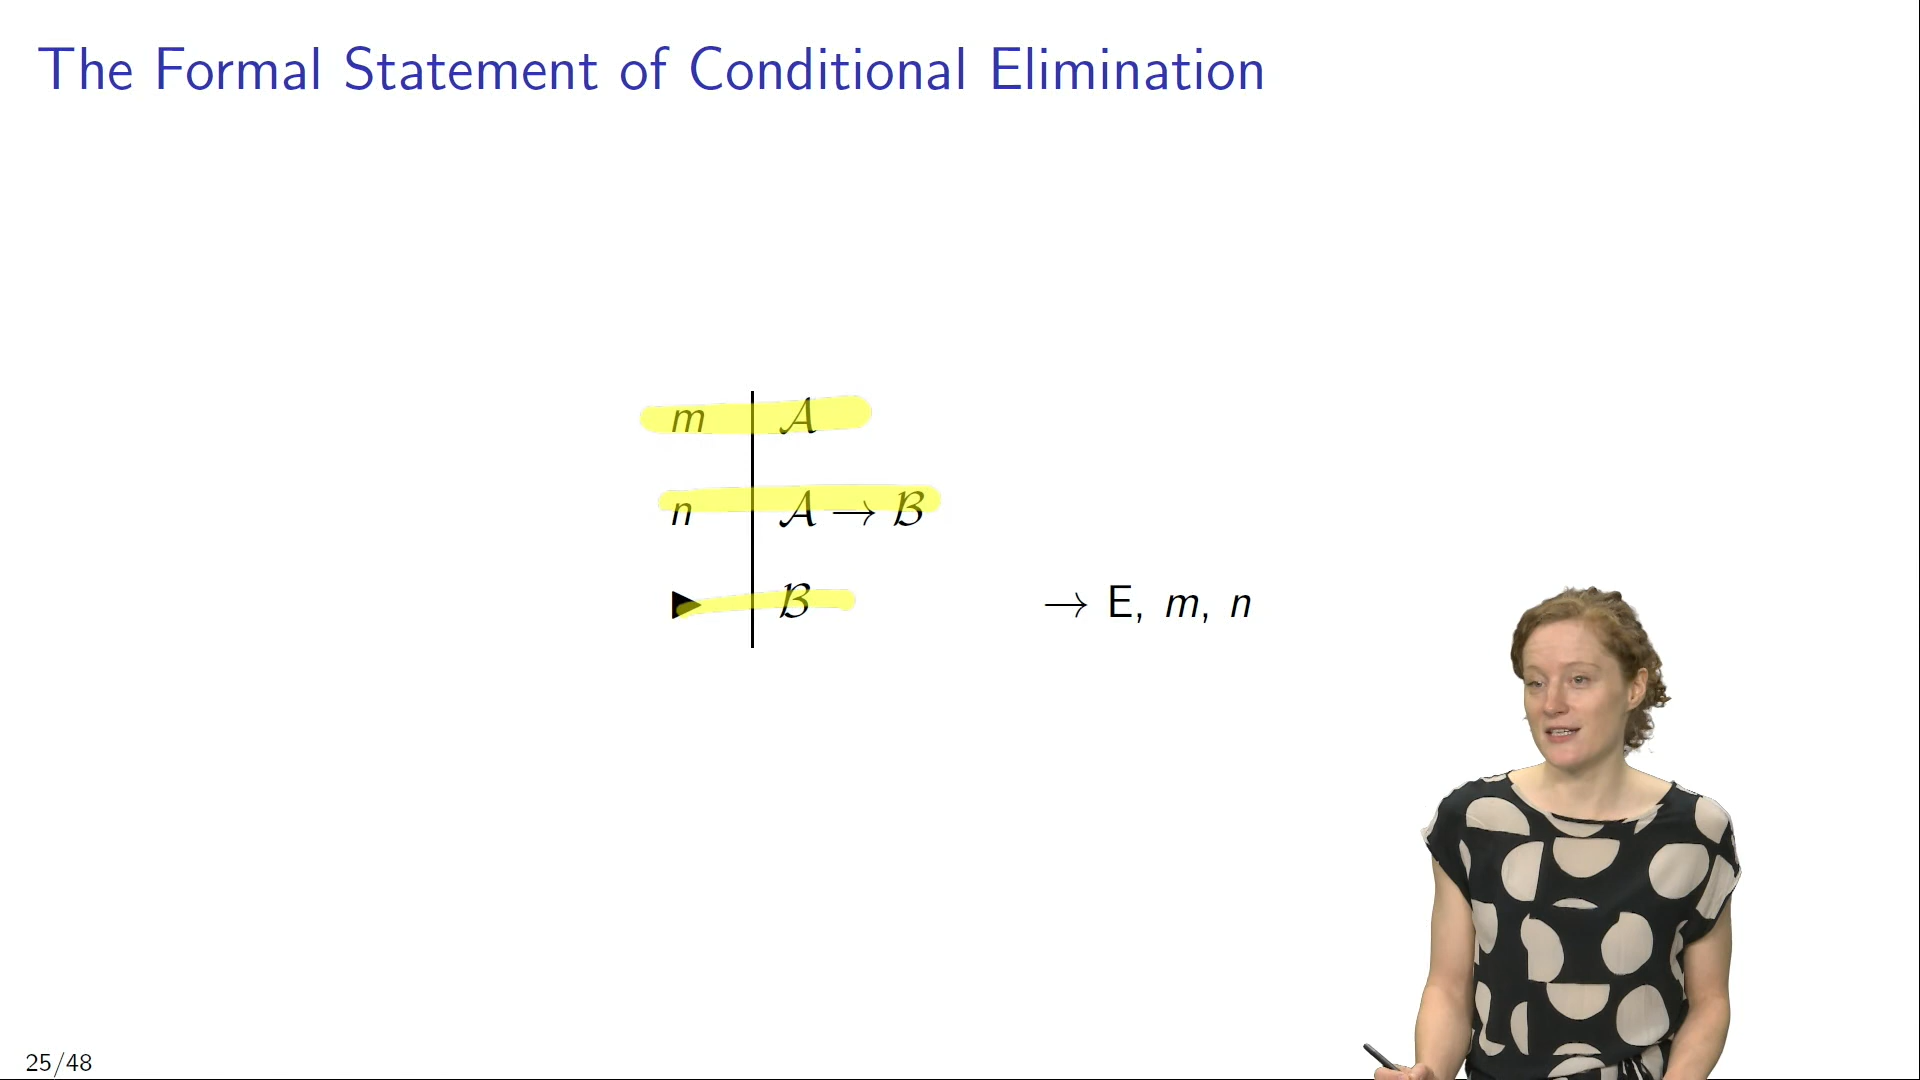 The Formal Statement of Conditional Elimination
m 𝒜
n 𝒜 → ℬ
▶ ℬ → E, m, n
25/48